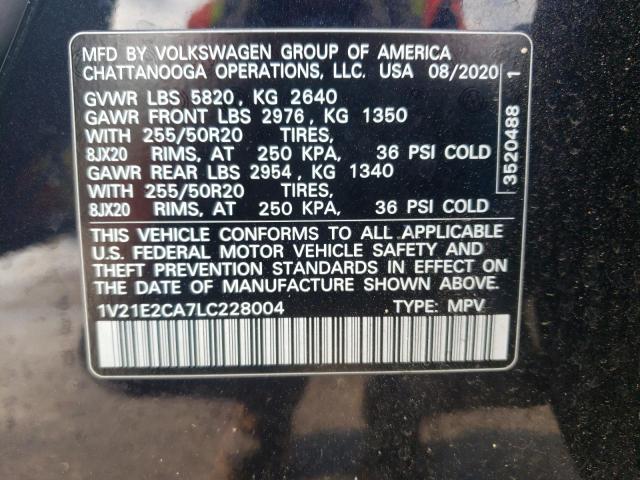 MFD BY VOLKSWAGEN GROUP OF AMERICA
CHATTANOOGA OPERATIONS, LLC. USA 08/2020
GVWR LBS 5820, KG 2640
GAWR FRONT LBS 2976, KG 1350
WITH 255/50R20 TIRES,
8JX20 RIMS, AT 250 KPA, 36 PSI COLD
GAWR REAR LBS 2954, KG 1340
WITH 255/50R20 TIRES,
8JX20 RIMS, AT 250 KPA, 36 PSI COLD
THIS VEHICLE CONFORMS TO ALL APPLICABLE
U.S. FEDERAL MOTOR VEHICLE SAFETY AND
THEFT PREVENTION STANDARDS IN EFFECT ON
THE DATE OF MANUFACTURE SHOWN ABOVE.
1V21E2CA7LC228004 TYPE: MPV
3520488 1